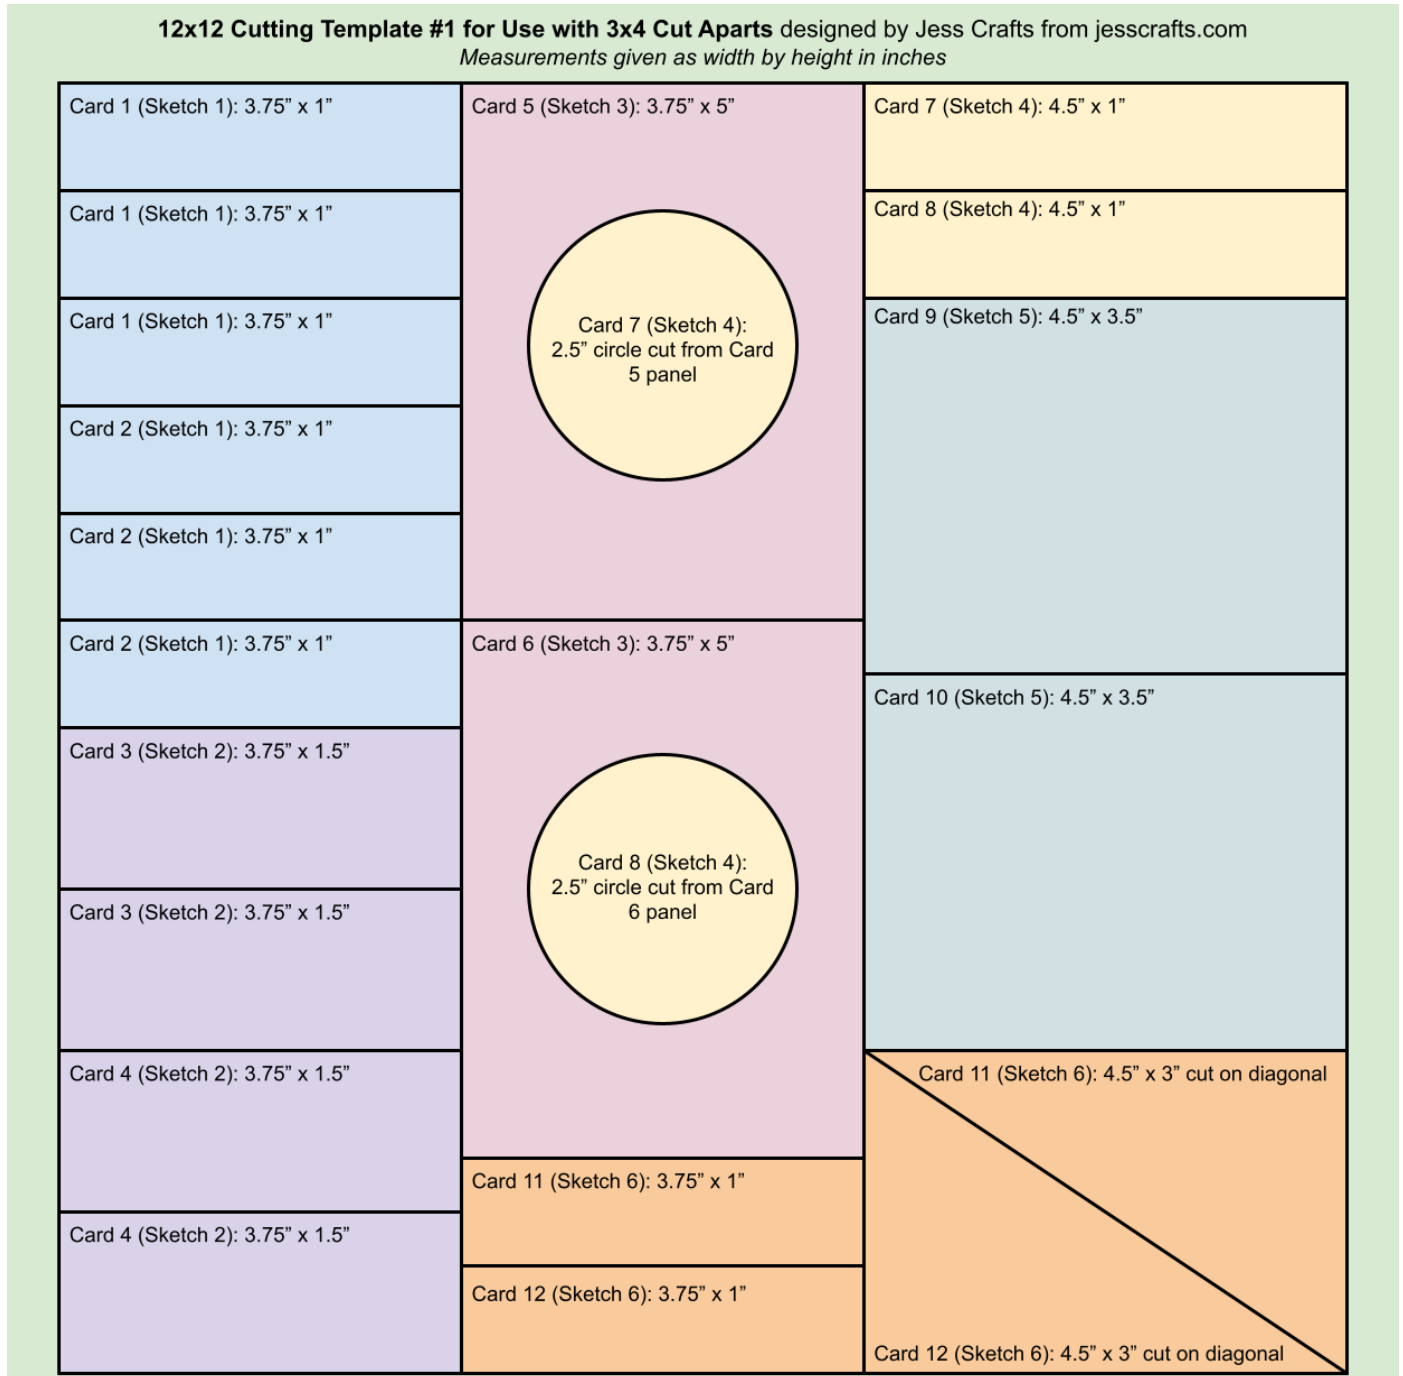 12x12 Cutting Template #1 for Use with 3x4 Cut Aparts designed by Jess Crafts from jesscrafts.com
Measurements given as width by height in inches
Card 1 (Sketch 1): 3.75” x 1”
Card 1 (Sketch 1): 3.75” x 1”
Card 1 (Sketch 1): 3.75” x 1”
Card 2 (Sketch 1): 3.75” x 1”
Card 2 (Sketch 1): 3.75” x 1”
Card 2 (Sketch 1): 3.75” x 1”
Card 3 (Sketch 2): 3.75” x 1.5”
Card 3 (Sketch 2): 3.75” x 1.5”
Card 4 (Sketch 2): 3.75” x 1.5”
Card 4 (Sketch 2): 3.75” x 1.5”
Card 5 (Sketch 3): 3.75” x 5”
Card 7 (Sketch 4):
2.5” circle cut from Card
5 panel
Card 6 (Sketch 3): 3.75” x 5”
Card 8 (Sketch 4):
2.5” circle cut from Card
6 panel
Card 11 (Sketch 6): 3.75” x 1”
Card 12 (Sketch 6): 3.75” x 1”
Card 7 (Sketch 4): 4.5” x 1”
Card 8 (Sketch 4): 4.5” x 1”
Card 9 (Sketch 5): 4.5” x 3.5”
Card 10 (Sketch 5): 4.5” x 3.5”
Card 11 (Sketch 6): 4.5” x 3” cut on diagonal
Card 12 (Sketch 6): 4.5” x 3” cut on diagonal